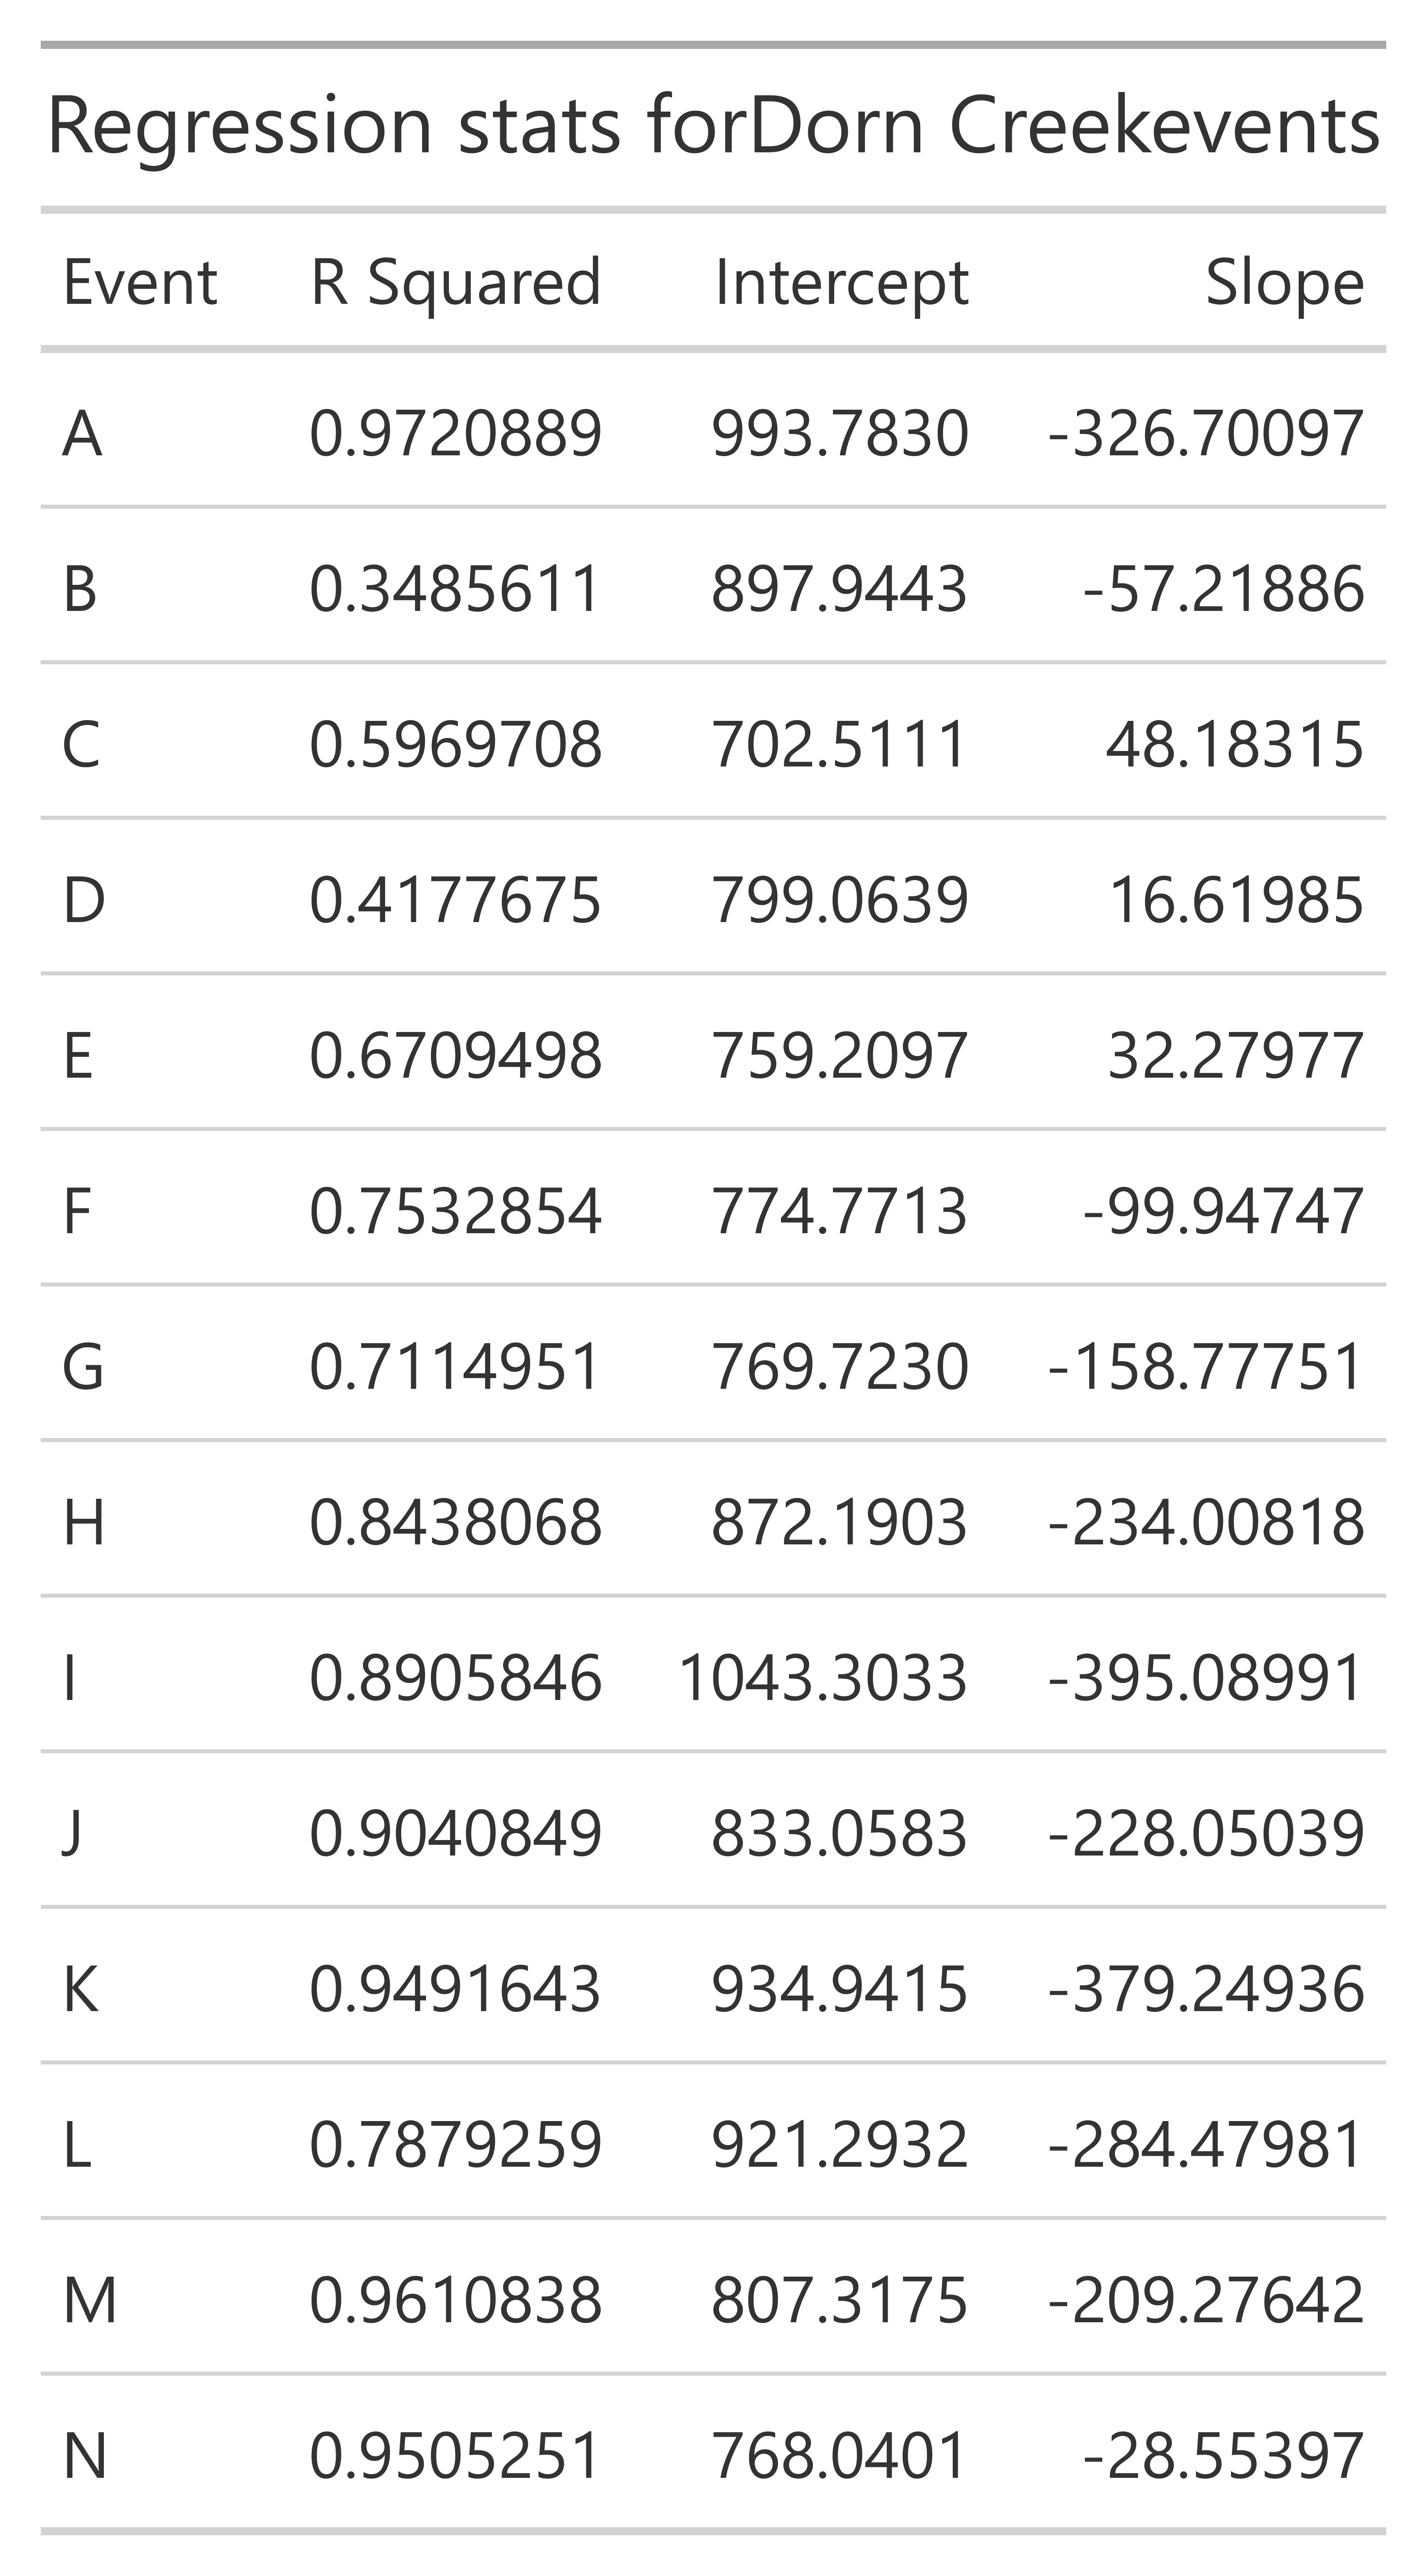 Regression stats forDorn Creekevents
Event R Squared Intercept Slope
A 0.9720889 993.7830 -326.70097
B 0.3485611 897.9443 -57.21886
C 0.5969708 702.5111 48.18315
D 0.4177675 799.0639 16.61985
E 0.6709498 759.2097 32.27977
F 0.7532854 774.7713 -99.94747
G 0.7114951 769.7230 -158.77751
H 0.8438068 872.1903 -234.00818
I 0.8905846 1043.3033 -395.08991
J 0.9040849 833.0583 -228.05039
K 0.9491643 934.9415 -379.24936
L 0.7879259 921.2932 -284.47981
M 0.9610838 807.3175 -209.27642
N 0.9505251 768.0401 -28.55397